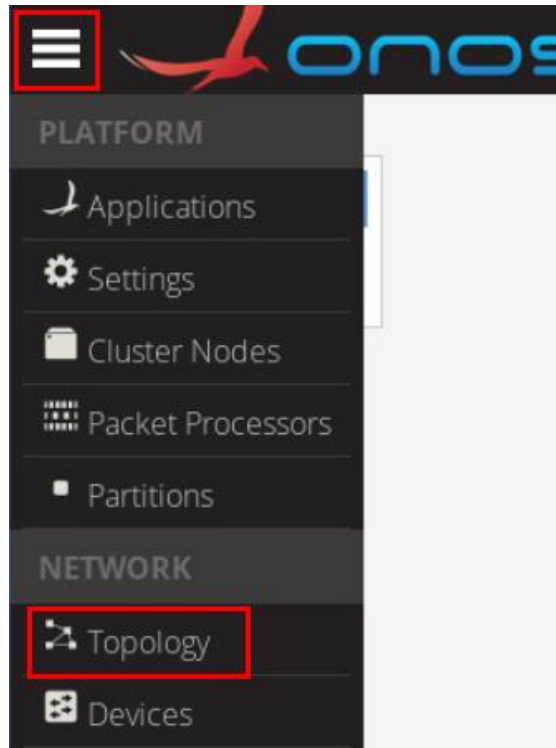 onos
PLATFORM
Applications
Settings
Cluster Nodes
Packet Processors
Partitions
NETWORK
Topology
Devices